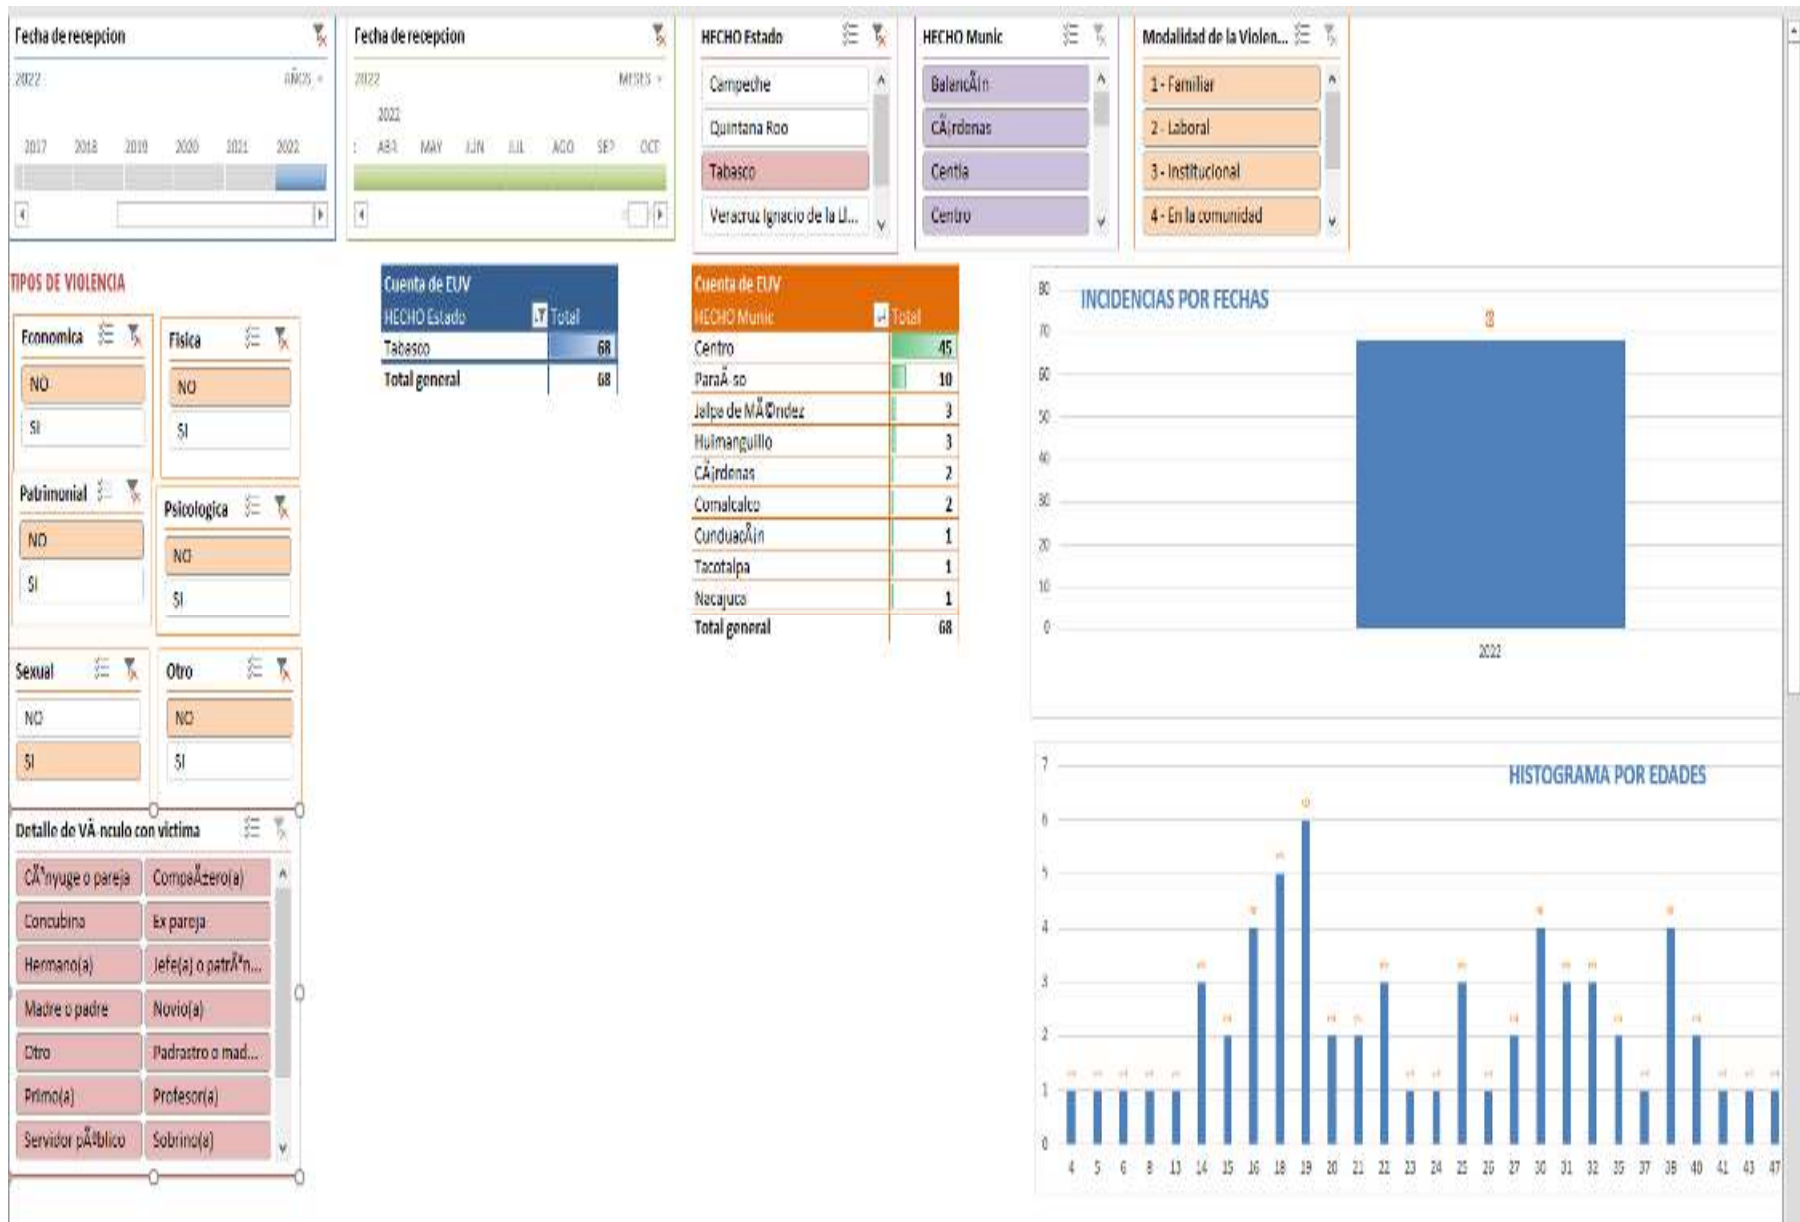 Fecha de recepcion
2022
AÑOS
2017 2018 2019 2020 2021 2022
Fecha de recepcion
2022
MESES
2022
ABR MAY JUN JUL AGO SEP OCT
HECHO Estado
Campeche
Quintana Roo
Tabasco
Veracruz Ignacio de la Ll...
HECHO Munic
Centla
Centro
Modalidad de la Violen...
1 - Familiar
2 - Laboral
3 - Institucional
4 - En la comunidad
TIPOS DE VIOLENCIA
Economica
NO
SI
Fisica
NO
SI
Patrimonial
NO
SI
Psicologica
NO
SI
Sexual
NO
SI
Otro
NO
SI
Detalle de VÃ-nculo con victima
CÃ³nyuge o pareja CompaÃ±ero(a)
Concubina Ex pareja
Hermano(a) Jefe(a) o patrÃ³n...
Madre o padre Novio(a)
Otro Padrastro o mad...
Primo(a) Profesor(a)
Servidor pÃºblico Sobrino(a)
Cuenta de EUV
HECHO Estado Total
Tabasco 68
Total general 68
Cuenta de EUV
HECHO Munic Total
Centro 45
ParaÃ-so 10
Jalpa de MÃ©ndez 3
Huimanguillo 3
CÃ¡rdenas 2
Comalcalco 2
CunduacÃ¡n 1
Tacotalpa 1
Nacajuca 1
Total general 68
INCIDENCIAS POR FECHAS
80
70
60
50
40
30
20
10
0
68
2022
HISTOGRAMA POR EDADES
7
6
5
4
3
2
1
0
4 5 6 8 13 14 15 16 18 19 20 21 22 23 24 25 26 27 30 31 32 35 37 39 40 41 43 47